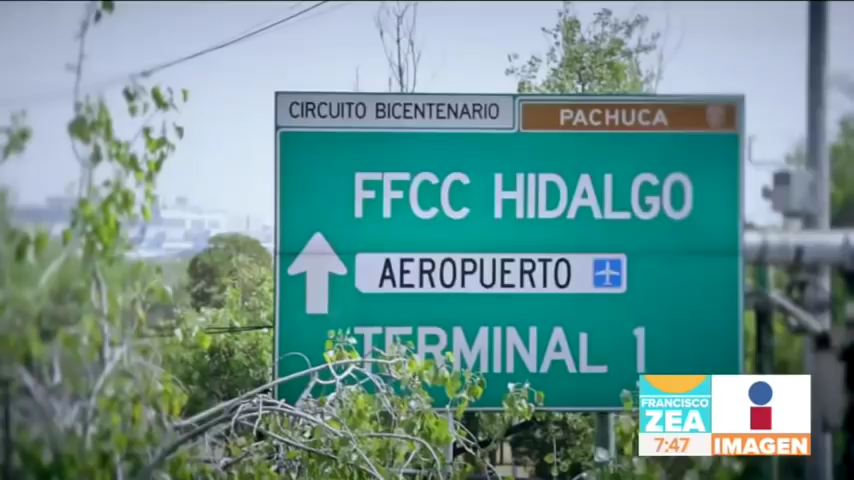 CIRCUITO BICENTENARIO
PACHUCA
FFCC HIDALGO
AEROPUERTO
TERMINAL 1
FRANCISCO
ZEA
7:47
IMAGEN